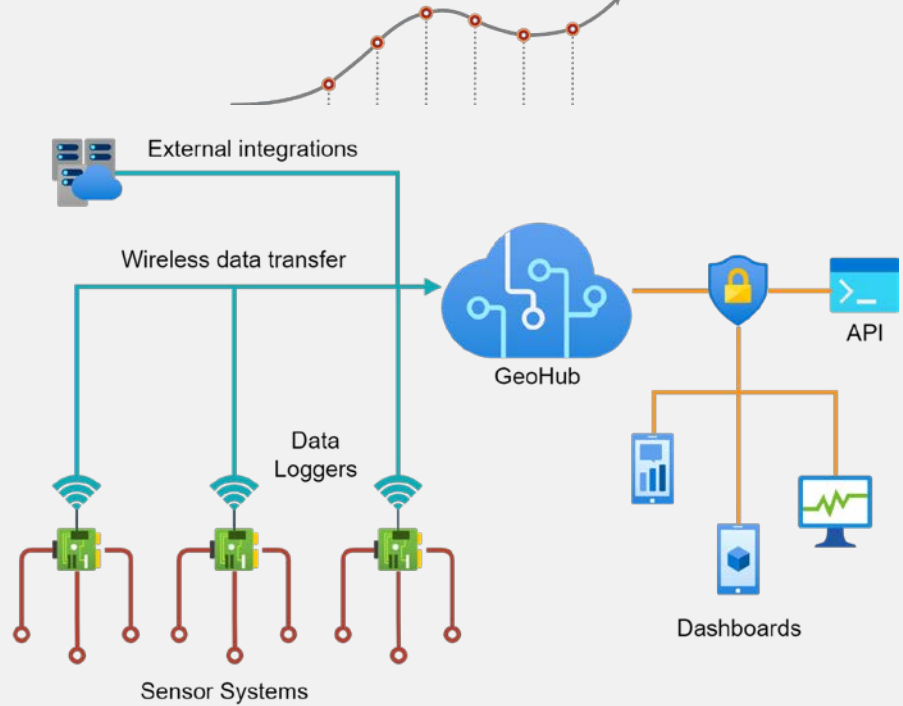 External integrations
Wireless data transfer
GeoHub
API
Data
Loggers
Dashboards
Sensor Systems